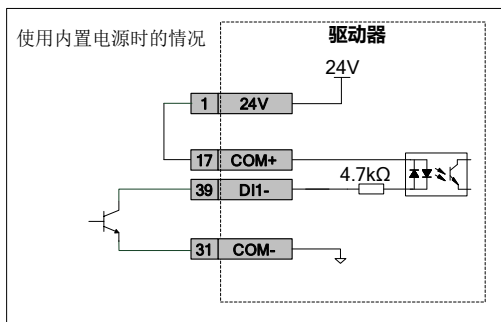 使用内置电源时的情况
驱动器
24V
1 24V
17 COM+
4.7kΩ
39 DI1-
31 COM-